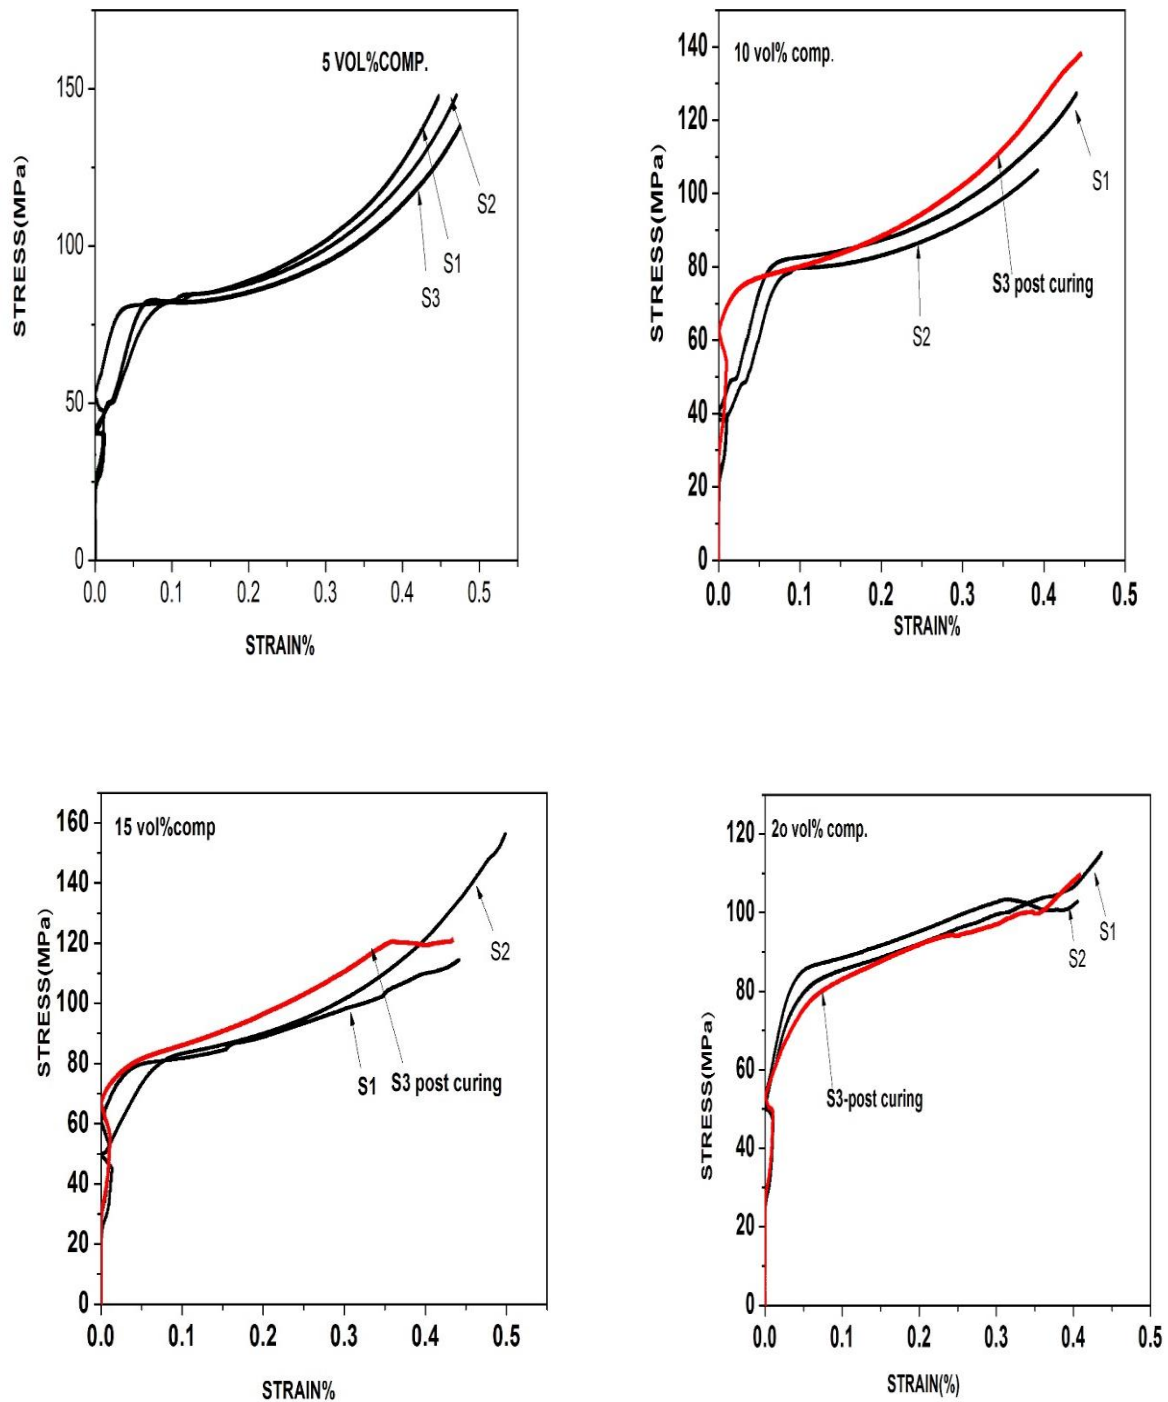 5 VOL%COMP.
150
100
50
0
STRESS(MPa)
S2
S1
S3
0.0 0.1 0.2 0.3 0.4 0.5
STRAIN%
10 vol% comp.
140
120
100
80
60
40
20
0
STRESS(MPa)
S1
S3 post curing
S2
0.0 0.1 0.2 0.3 0.4 0.5
STRAIN%
15 vol%comp
160
140
120
100
80
60
40
20
0
STRESS(MPa)
S2
S1
S3 post curing
0.0 0.1 0.2 0.3 0.4 0.5
STRAIN%
2o vol% comp.
120
100
80
60
40
20
0
STRESS(MPa)
S1
S2
S3-post curing
0.0 0.1 0.2 0.3 0.4 0.5
STRAIN(%)